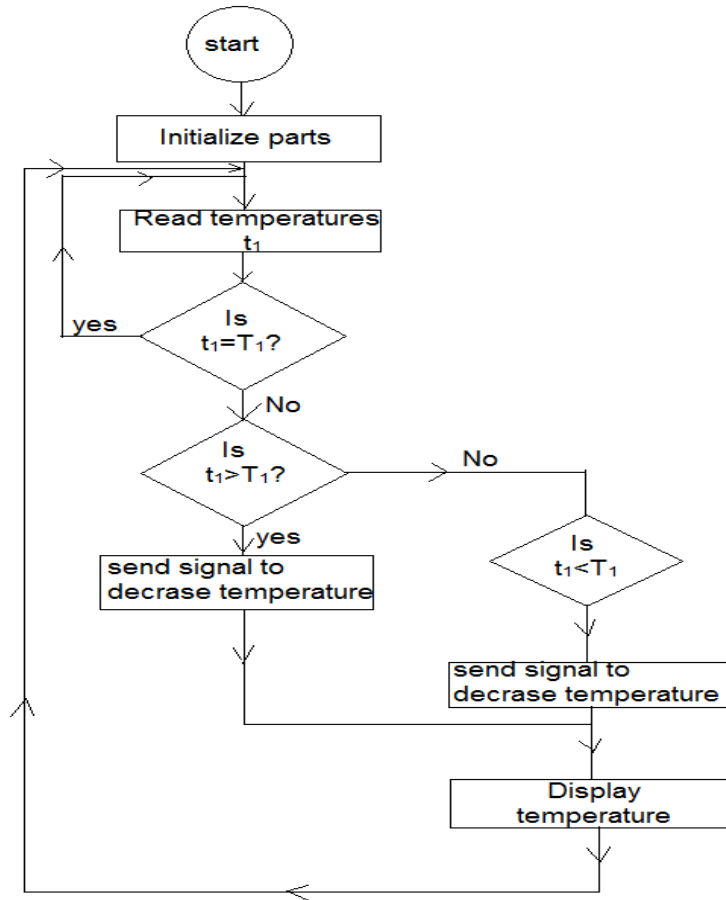 start
Initialize parts
Read temperatures
t₁
Is
t₁=T₁?
yes
No
Is
t₁>T₁?
No
yes
send signal to
decrase temperature
Is
t₁<T₁
send signal to
decrase temperature
Display
temperature